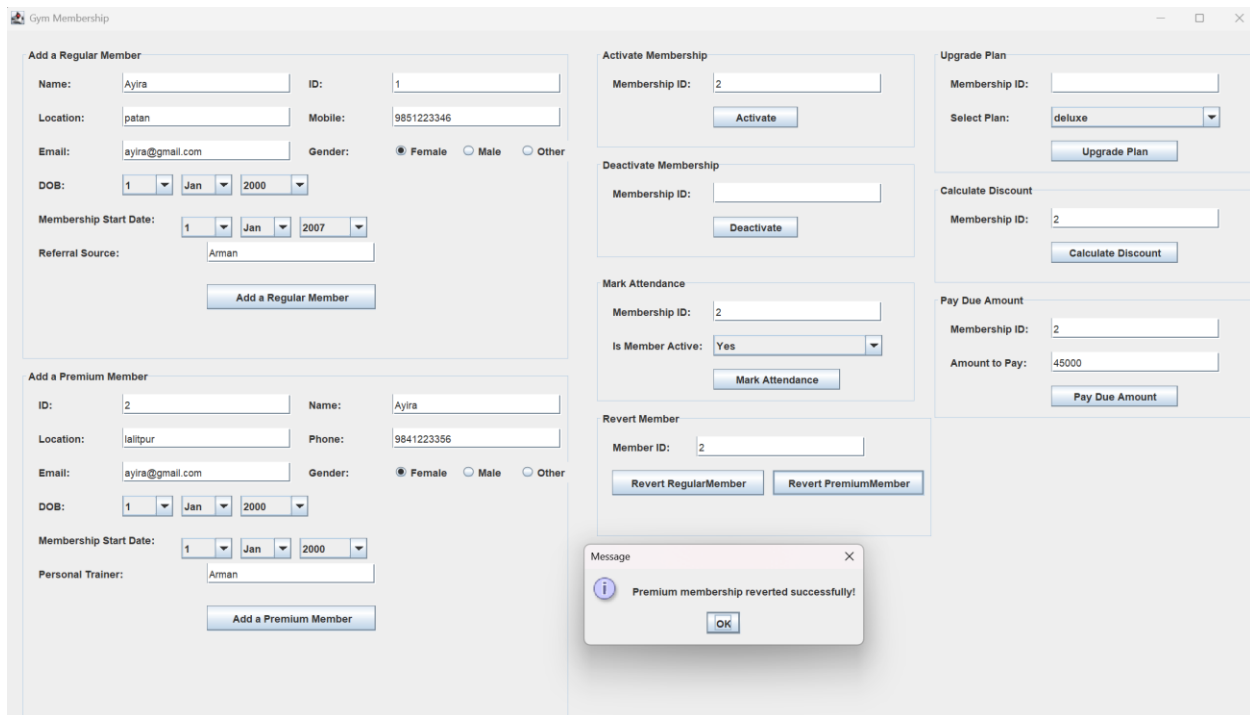 Gym Membership
Add a Regular Member
Name: Ayira ID: 1
Location: patan Mobile: 9851223346
Email: ayira@gmail.com Gender: Female Male Other
DOB: 1 Jan 2000
Membership Start Date: 1 Jan 2007
Referral Source: Arman
Add a Regular Member
Add a Premium Member
ID: 2 Name: Ayira
Location: lalitpur Phone: 9841223356
Email: ayira@gmail.com Gender: Female Male Other
DOB: 1 Jan 2000
Membership Start Date: 1 Jan 2000
Personal Trainer: Arman
Add a Premium Member
Activate Membership
Membership ID: 2
Activate
Deactivate Membership
Membership ID:
Deactivate
Mark Attendance
Membership ID: 2
Is Member Active: Yes
Mark Attendance
Revert Member
Member ID: 2
Revert RegularMember Revert PremiumMember
Message
Premium membership reverted successfully!
OK
Upgrade Plan
Membership ID:
Select Plan: deluxe
Upgrade Plan
Calculate Discount
Membership ID: 2
Calculate Discount
Pay Due Amount
Membership ID: 2
Amount to Pay: 45000
Pay Due Amount